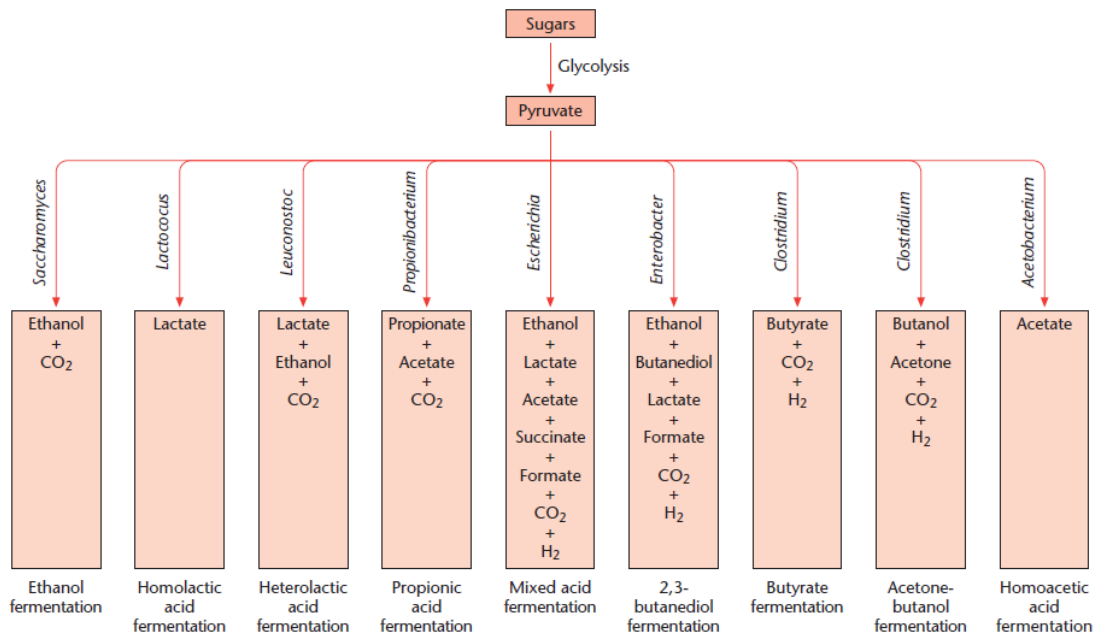 Sugars
Glycolysis
Pyruvate
Saccharomyces
Lactococus
Leuconostoc
Propionibacterium
Escherichia
Enterobacter
Clostridium
Clostridium
Acetobacterium
Ethanol
+
CO2
Lactate
Lactate
+
Ethanol
+
CO2
Propionate
+
Acetate
+
CO2
Ethanol
+
Lactate
+
Acetate
+
Succinate
+
Formate
+
CO2
+
H2
Ethanol
+
Butanediol
+
Lactate
+
Formate
+
CO2
+
H2
Butyrate
+
CO2
+
H2
Butanol
+
Acetone
+
CO2
+
H2
Acetate
Ethanol
fermentation
Homolactic
acid
fermentation
Heterolactic
acid
fermentation
Propionic
acid
fermentation
Mixed acid
fermentation
2,3-
butanediol
fermentation
Butyrate
fermentation
Acetone-
butanol
fermentation
Homoacetic
acid
fermentation